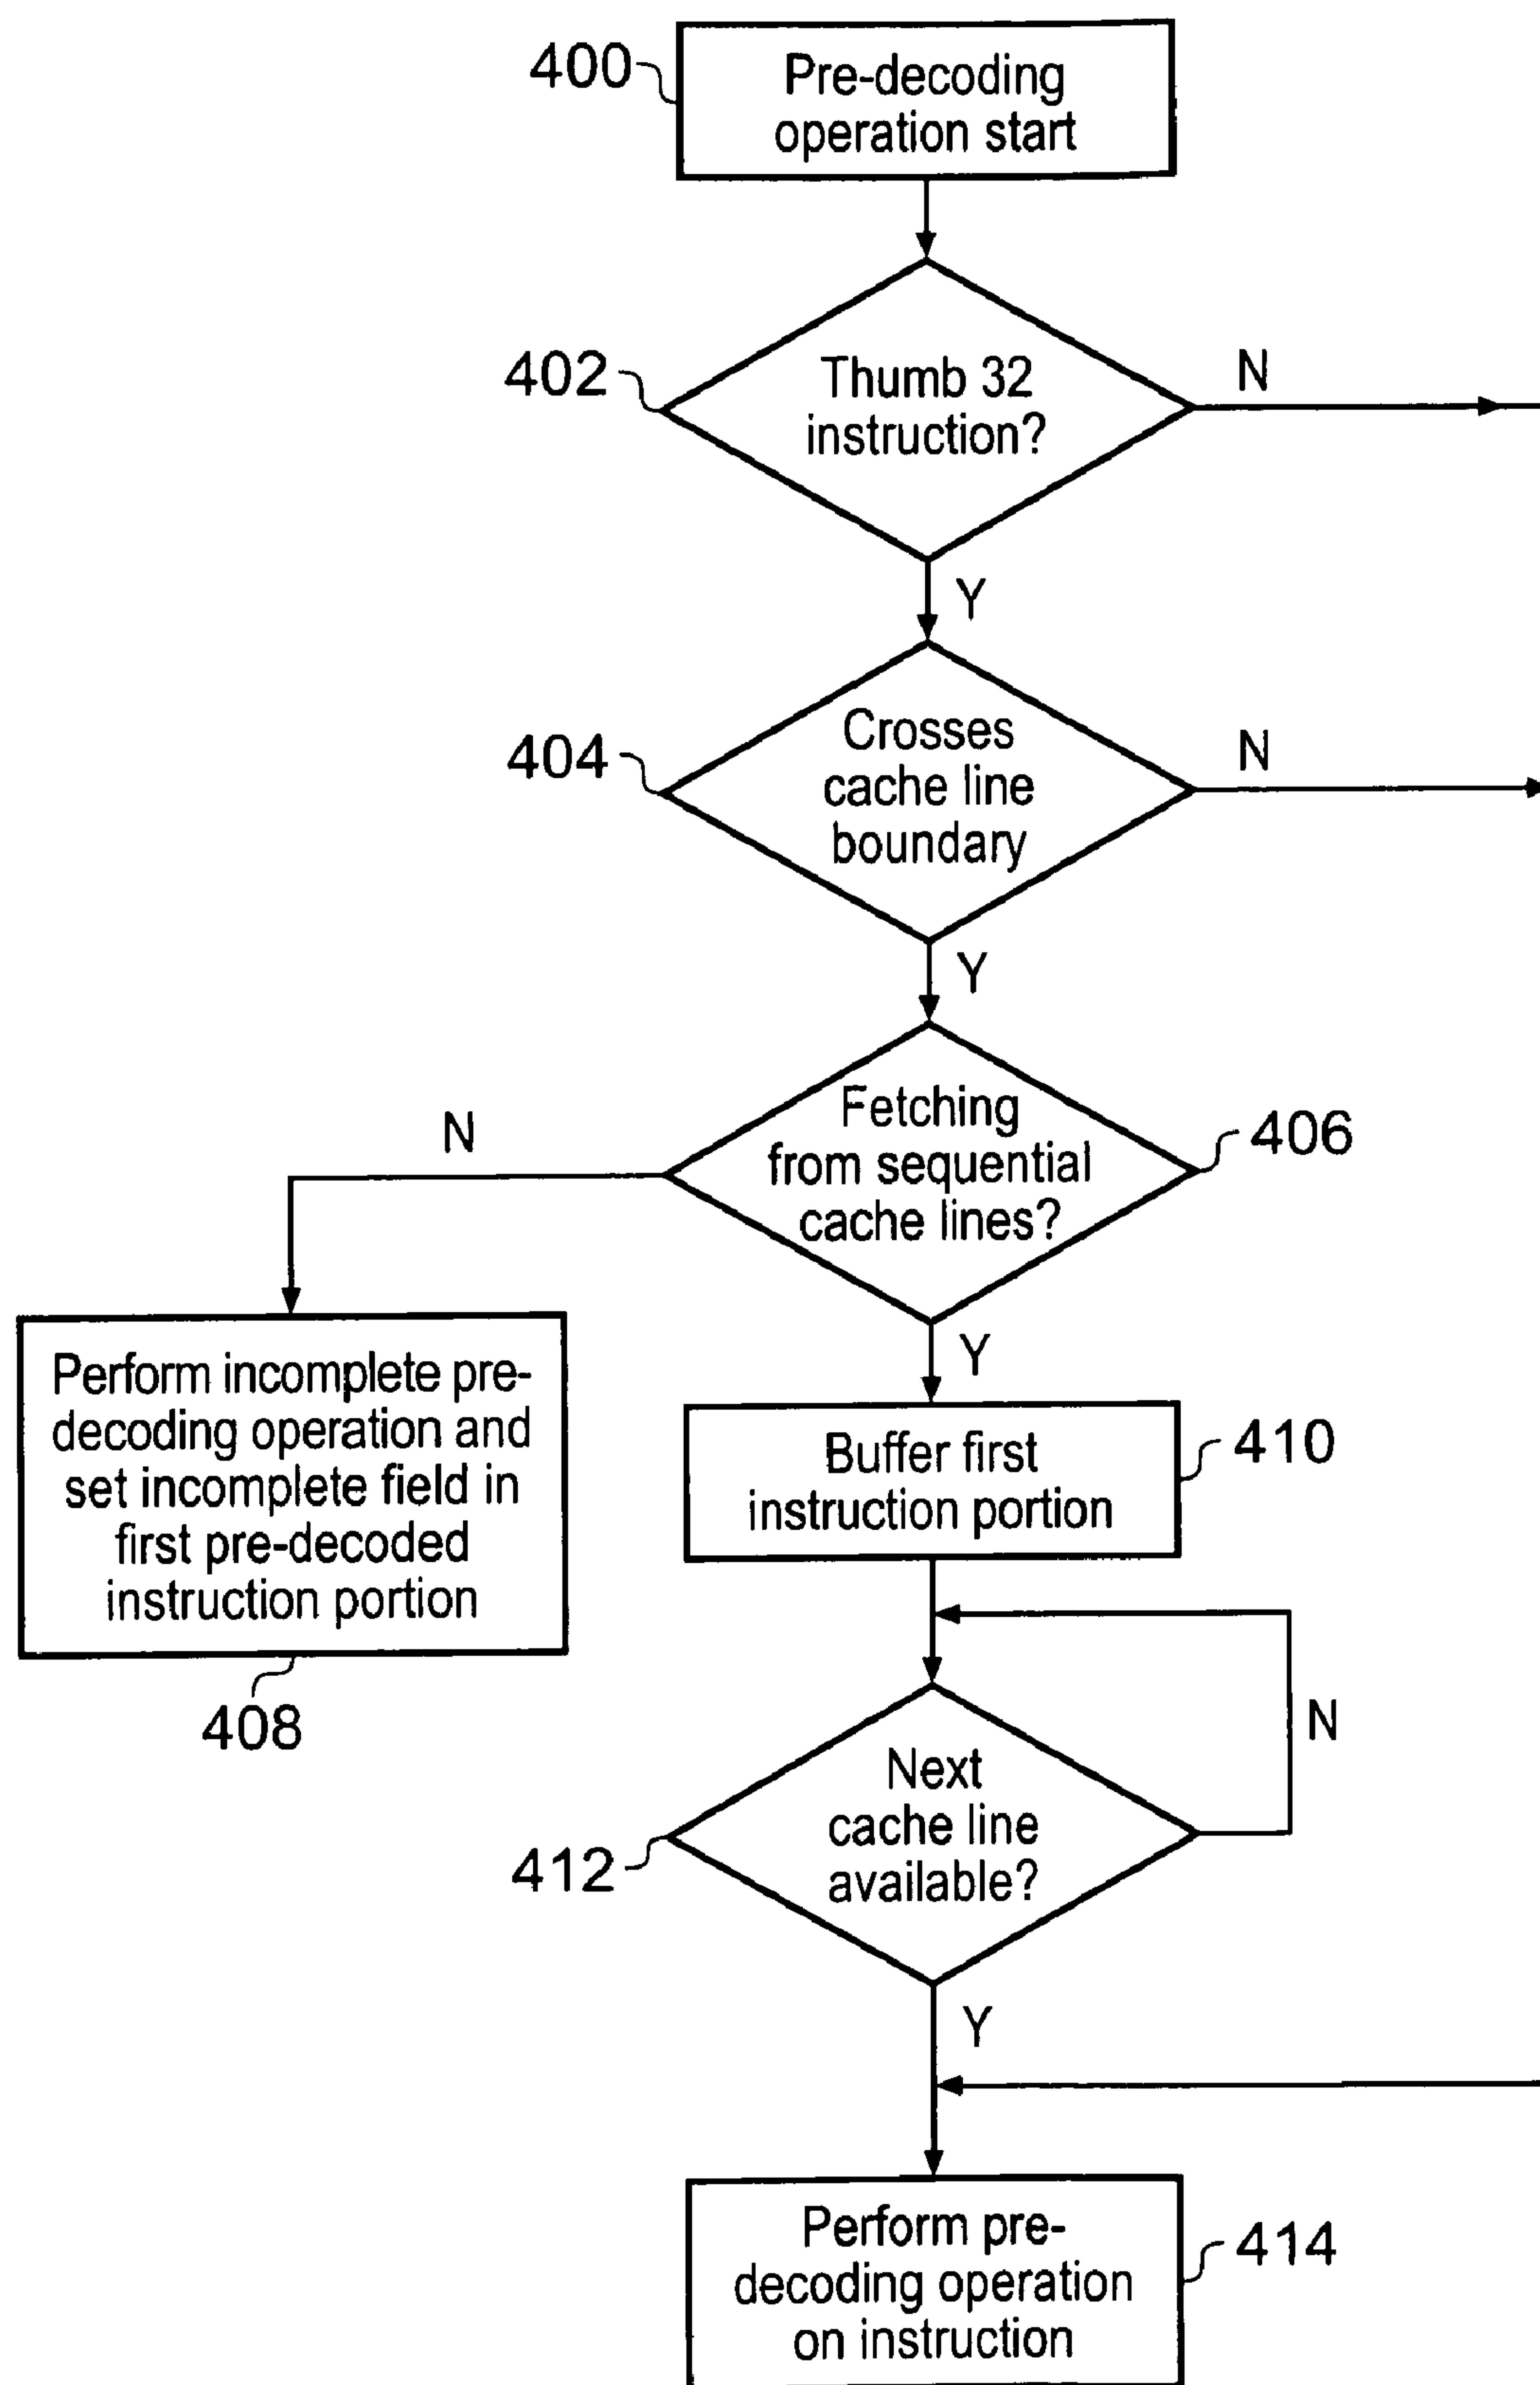 400
Pre-decoding
operation start
402
Thumb 32
instruction?
N
Y
404
Crosses
cache line
boundary
N
Y
Fetching
from sequential
cache lines?
406
N
Y
Perform incomplete pre-
decoding operation and
set incomplete field in
first pre-decoded
instruction portion
408
Buffer first
instruction portion
410
Next
cache line
available?
412
N
Y
Perform pre-
decoding operation
on instruction
414